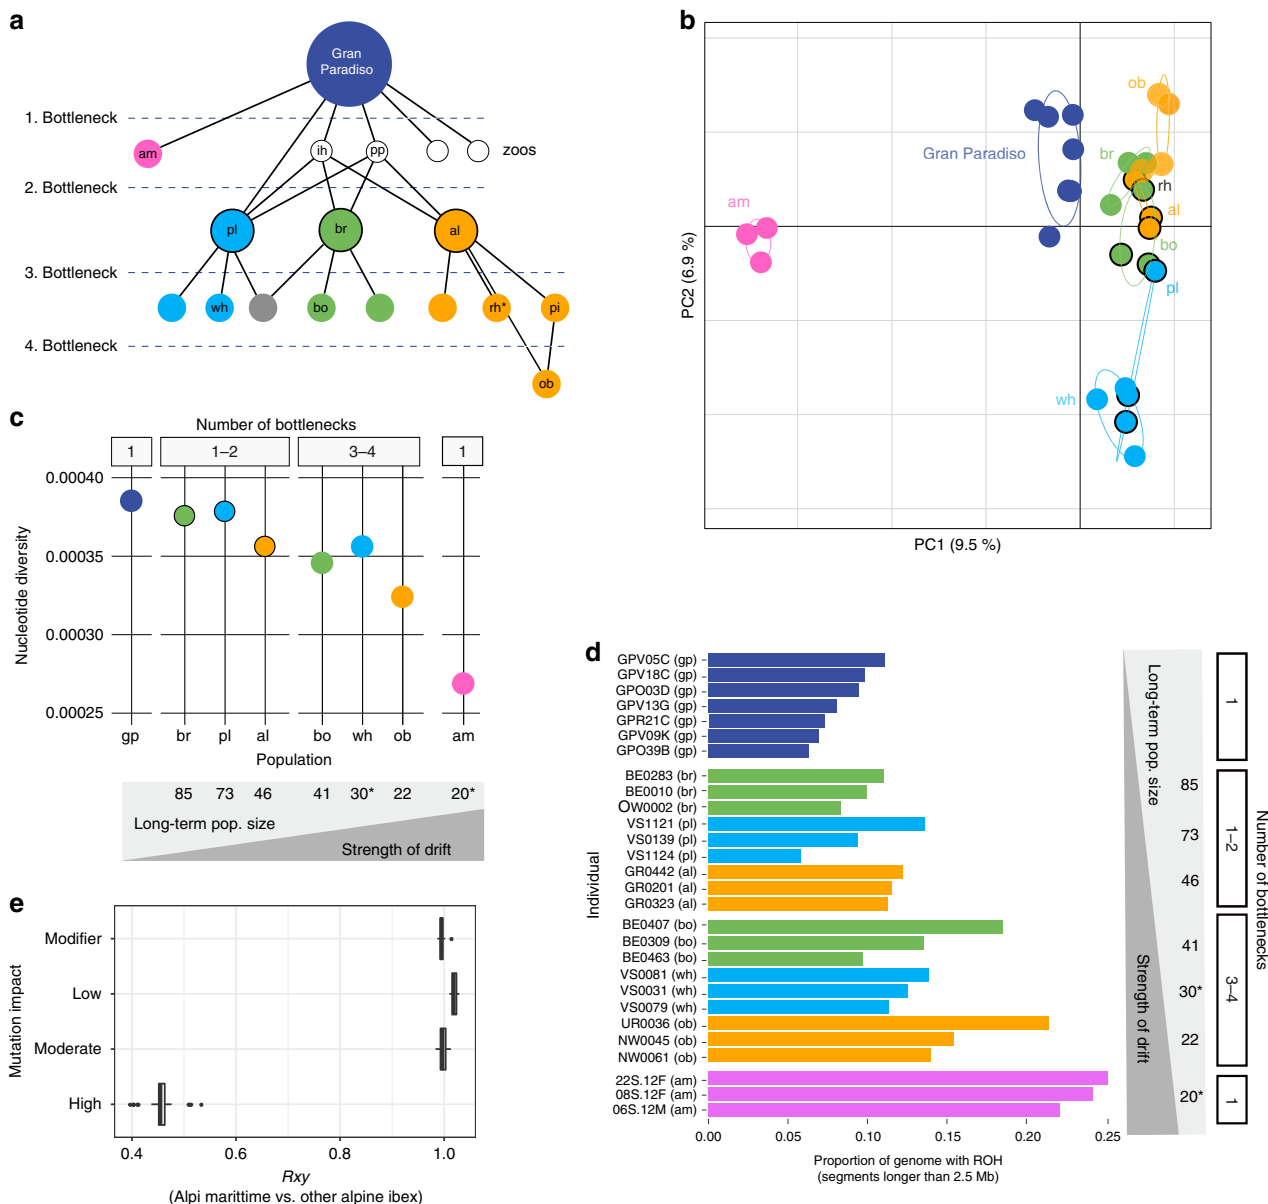 a
Gran
Paradiso
1. Bottleneck
am
ih
pp
zoos
2. Bottleneck
pl
br
al
3. Bottleneck
wh
bo
rh*
pi
4. Bottleneck
ob
b
PC2 (6.9 %)
ob
Gran Paradiso
br
rh
am
al
bo
pl
wh
PC1 (9.5 %)
c
Number of bottlenecks
1
1–2
3–4
1
Nucleotide diversity
0.00040
0.00035
0.00030
0.00025
gp
br
pl
al
bo
wh
ob
am
Population
85
73
46
41
30*
22
20*
Long-term pop. size
Strength of drift
d
Individual
GPV05C (gp)
GPV18C (gp)
GPO03D (gp)
GPV13G (gp)
GPR21C (gp)
GPV09K (gp)
GPO39B (gp)
BE0283 (br)
BE0010 (br)
OW0002 (br)
VS1121 (pl)
VS0139 (pl)
VS1124 (pl)
GR0442 (al)
GR0201 (al)
GR0323 (al)
BE0407 (bo)
BE0309 (bo)
BE0463 (bo)
VS0081 (wh)
VS0031 (wh)
VS0079 (wh)
UR0036 (ob)
NW0045 (ob)
NW0061 (ob)
22S.12F (am)
08S.12F (am)
06S.12M (am)
0.00
0.05
0.10
0.15
0.20
0.25
Proportion of genome with ROH
(segments longer than 2.5 Mb)
Long-term pop. size
Strength of drift
85
73
46
41
30*
22
20*
1
1–2
3–4
1
Number of bottlenecks
e
Mutation impact
Modifier
Low
Moderate
High
0.4
0.6
0.8
1.0
Rxy
(Alpi marittime vs. other alpine ibex)